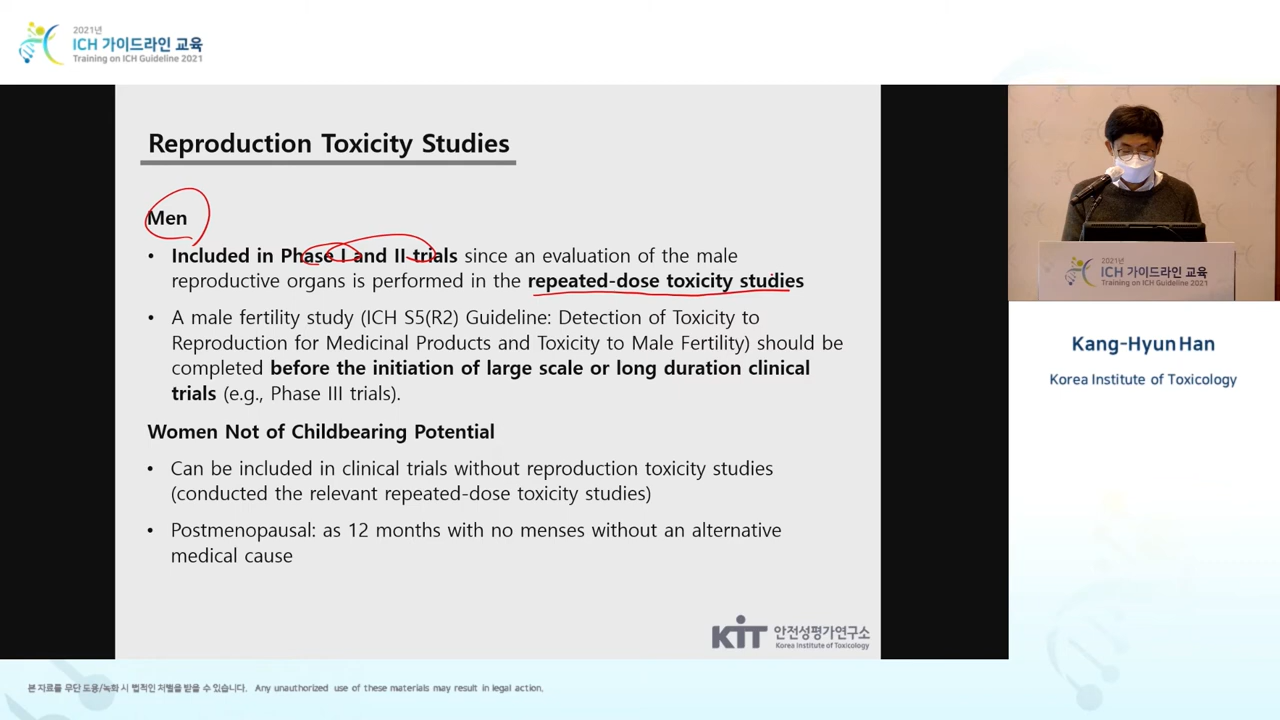 2021년
ICH 가이드라인 교육
Training on ICH Guideline 2021
Reproduction Toxicity Studies
Men
• Included in Phase I and II trials since an evaluation of the male
reproductive organs is performed in the repeated-dose toxicity studies
• A male fertility study (ICH S5(R2) Guideline: Detection of Toxicity to
Reproduction for Medicinal Products and Toxicity to Male Fertility) should be
completed before the initiation of large scale or long duration clinical
trials (e.g., Phase III trials).
Women Not of Childbearing Potential
• Can be included in clinical trials without reproduction toxicity studies
(conducted the relevant repeated-dose toxicity studies)
• Postmenopausal: as 12 months with no menses without an alternative
medical cause
KIT 안전성평가연구소
Korea Institute of Toxicology
2021년
ICH 가이드라인 교육
Training on ICH Guideline 2021
Kang-Hyun Han
Korea Institute of Toxicology
본 자료를 무단 도용/녹화 시 법적인 처벌을 받을 수 있습니다. Any unauthorized use of these materials may result in legal action.